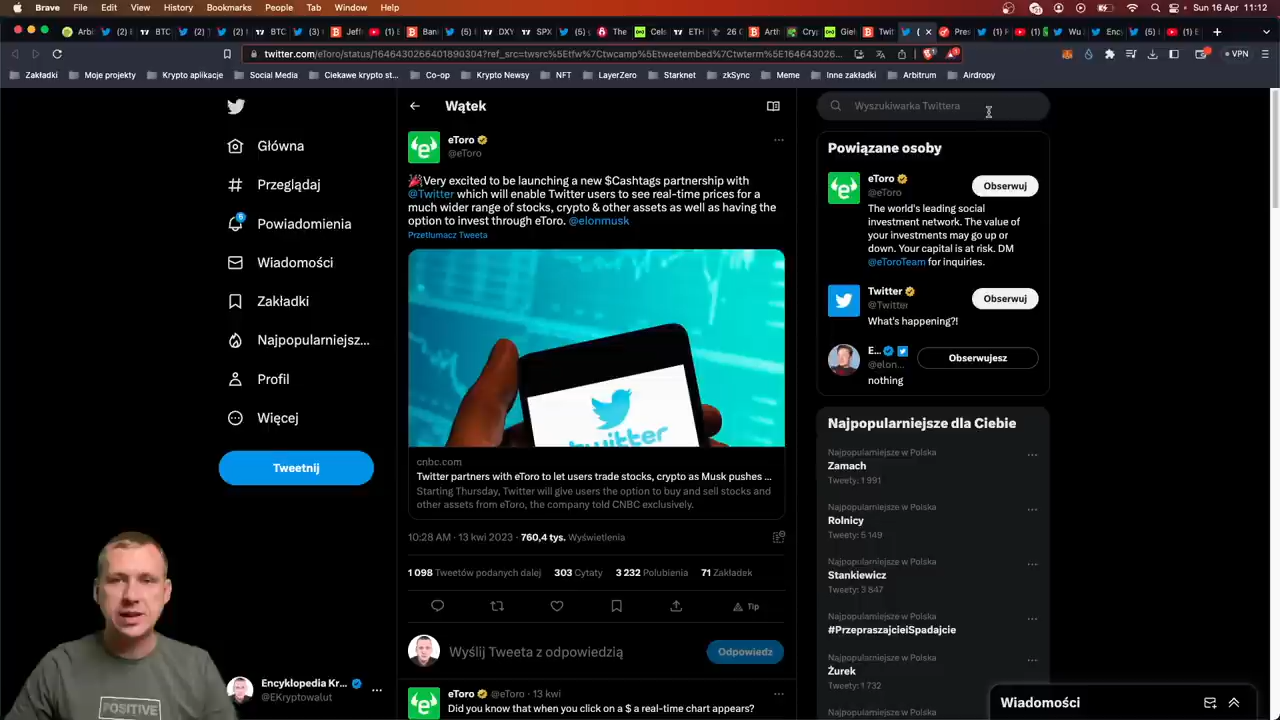 Brave File Edit View History Bookmarks People Tab Window Help
Sun 16 Apr 11:12
twitter.com/eToro/status/1646430266401890304?ref_src=twsrc%5Etfw%7Ctwcamp%5Etweetembed%7Ctwterm%5E164643026...
VPN
Zakładki Moje projekty Krypto aplikacje Social Media Ciekawe krypto st... Co-op Krypto Newsy NFT LayerZero Starknet zkSync Meme Inne zakładki Arbitrum Airdropy
Główna
Przeglądaj
6
Powiadomienia
Wiadomości
Zakładki
Najpopularniejsz...
Profil
Więcej
Tweetnij
POSITIVE
Encyklopedia Kr...
@EKryptowalut
Wątek
eToro
@eToro
Very excited to be launching a new $Cashtags partnership with
@Twitter which will enable Twitter users to see real-time prices for a
much wider range of stocks, crypto & other assets as well as having the
option to invest through eToro. @elonmusk
Przetłumacz Tweeta
twitter
cnbc.com
Twitter partners with eToro to let users trade stocks, crypto as Musk pushes ...
Starting Thursday, Twitter will give users the option to buy and sell stocks and
other assets from eToro, the company told CNBC exclusively.
10:28 AM · 13 kwi 2023 · 760,4 tys. Wyświetlenia
1 098 Tweetów podanych dalej 303 Cytaty 3 232 Polubienia 71 Zakładek
Tip
Wyślij Tweeta z odpowiedzią
Odpowiedz
eToro @eToro · 13 kwi
Did you know that when you click on a $ a real-time chart appears?
Wyszukiwarka Twittera
Powiązane osoby
eToro
@eToro
Obserwuj
The world's leading social
investment network. The value of
your investments may go up or
down. Your capital is at risk. DM
@eToroTeam for inquiries.
Twitter
@Twitter
Obserwuj
What's happening?!
E...
@elon...
Obserwujesz
nothing
Najpopularniejsze dla Ciebie
Najpopularniejsze w Polska
Zamach
Tweety: 1 991
Najpopularniejsze w Polska
Rolnicy
Tweety: 5 149
Najpopularniejsze w Polska
Stankiewicz
Tweety: 3 847
Najpopularniejsze w Polska
#PrzepraszajcieiSpadajcie
Najpopularniejsze w Polska
Żurek
Tweety: 1 732
Najpopularniejsze w Polska
Wiadomości